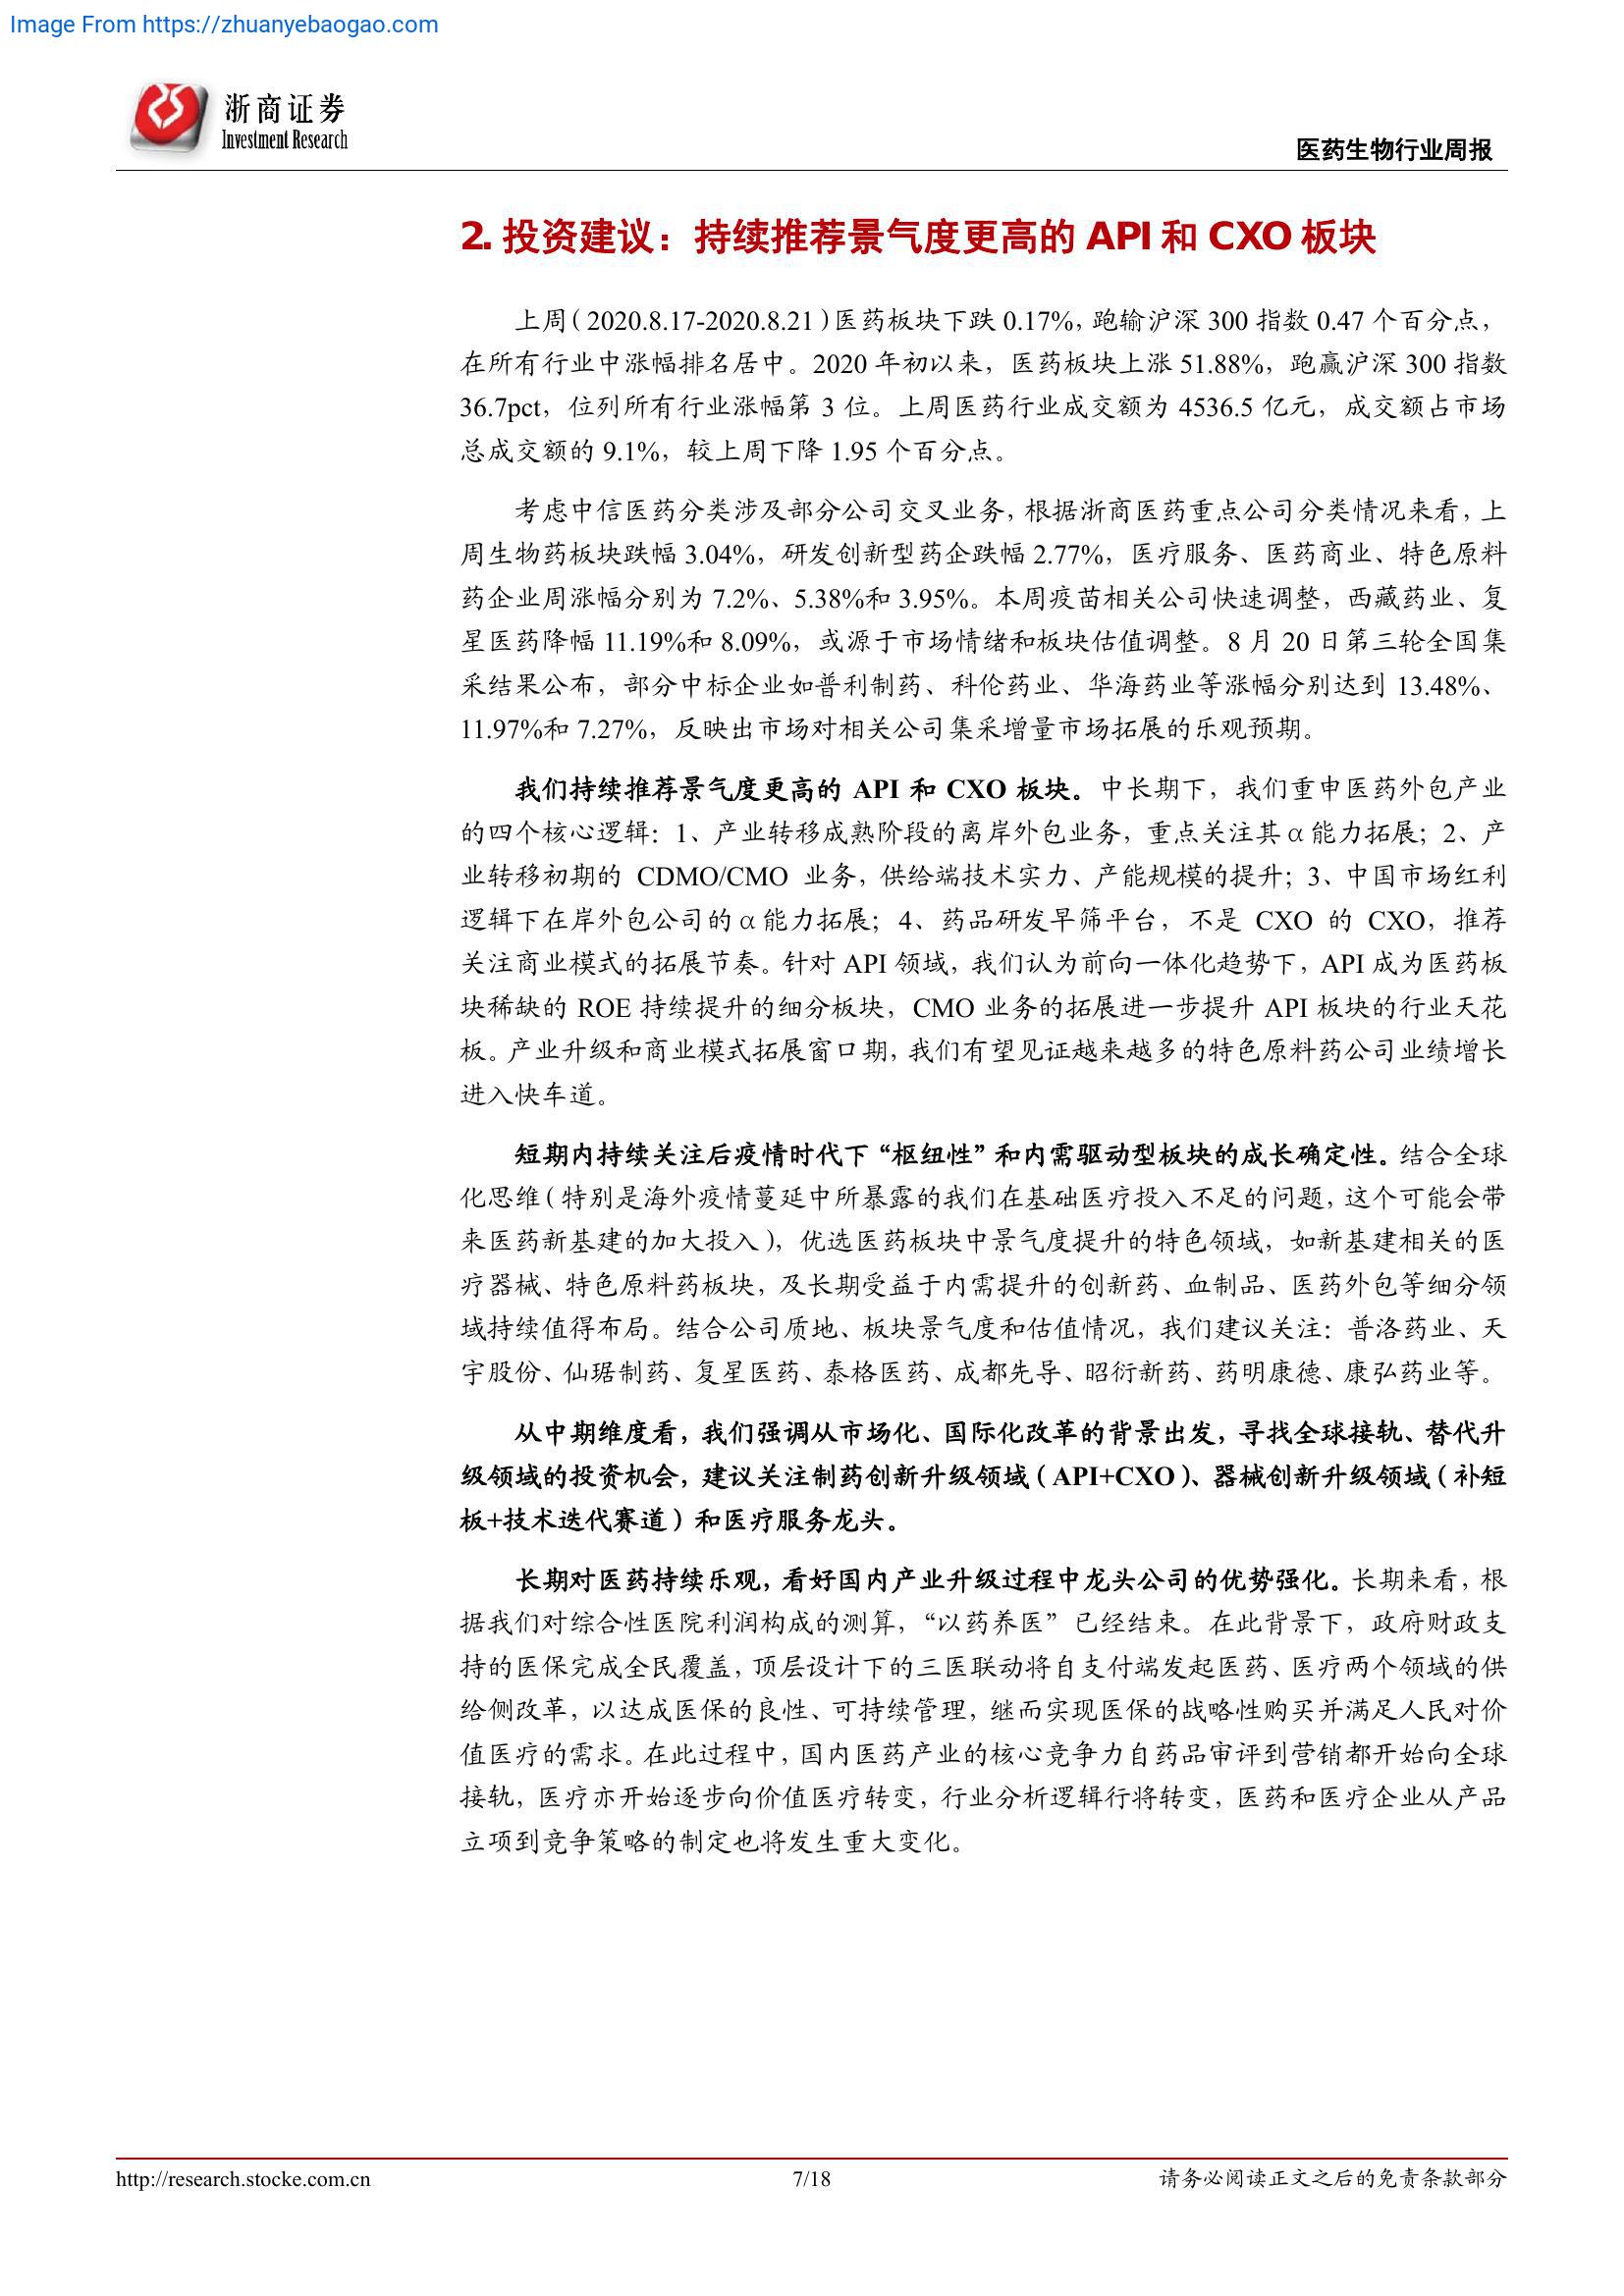 Image From https://zhuanyebaogao.com
浙商证券
Investment Research
医药生物行业周报
2. 投资建议：持续推荐景气度更高的 API 和 CXO 板块
上周（2020.8.17-2020.8.21）医药板块下跌 0.17%，跑输沪深 300 指数 0.47 个百分点，
在所有行业中涨幅排名居中。2020 年初以来，医药板块上涨 51.88%，跑赢沪深 300 指数
36.7pct，位列所有行业涨幅第 3 位。上周医药行业成交额为 4536.5 亿元，成交额占市场
总成交额的 9.1%，较上周下降 1.95 个百分点。
考虑中信医药分类涉及部分公司交叉业务，根据浙商医药重点公司分类情况来看，上
周生物药板块跌幅 3.04%，研发创新型药企跌幅 2.77%，医疗服务、医药商业、特色原料
药企业周涨幅分别为 7.2%、5.38%和 3.95%。本周疫苗相关公司快速调整，西藏药业、复
星医药降幅 11.19%和 8.09%，或源于市场情绪和板块估值调整。8 月 20 日第三轮全国集
采结果公布，部分中标企业如普利制药、科伦药业、华海药业等涨幅分别达到 13.48%、
11.97%和 7.27%，反映出市场对相关公司集采增量市场拓展的乐观预期。
我们持续推荐景气度更高的 API 和 CXO 板块。中长期下，我们重申医药外包产业
的四个核心逻辑：1、产业转移成熟阶段的离岸外包业务，重点关注其α能力拓展；2、产
业转移初期的 CDMO/CMO 业务，供给端技术实力、产能规模的提升；3、中国市场红利
逻辑下在岸外包公司的α能力拓展；4、药品研发早筛平台，不是 CXO 的 CXO，推荐
关注商业模式的拓展节奏。针对 API 领域，我们认为前向一体化趋势下，API 成为医药板
块稀缺的 ROE 持续提升的细分板块，CMO 业务的拓展进一步提升 API 板块的行业天花
板。产业升级和商业模式拓展窗口期，我们有望见证越来越多的特色原料药公司业绩增长
进入快车道。
短期内持续关注后疫情时代下“枢纽性”和内需驱动型板块的成长确定性。结合全球
化思维（特别是海外疫情蔓延中所暴露的我们在基础医疗投入不足的问题，这个可能会带
来医药新基建的加大投入），优选医药板块中景气度提升的特色领域，如新基建相关的医
疗器械、特色原料药板块，及长期受益于内需提升的创新药、血制品、医药外包等细分领
域持续值得布局。结合公司质地、板块景气度和估值情况，我们建议关注：普洛药业、天
宇股份、仙琚制药、复星医药、泰格医药、成都先导、昭衍新药、药明康德、康弘药业等。
从中期维度看，我们强调从市场化、国际化改革的背景出发，寻找全球接轨、替代升
级领域的投资机会，建议关注制药创新升级领域（API+CXO）、器械创新升级领域（补短
板+技术迭代赛道）和医疗服务龙头。
长期对医药持续乐观，看好国内产业升级过程中龙头公司的优势强化。长期来看，根
据我们对综合性医院利润构成的测算，“以药养医”已经结束。在此背景下，政府财政支
持的医保完成全民覆盖，顶层设计下的三医联动将自支付端发起医药、医疗两个领域的供
给侧改革，以达成医保的良性、可持续管理，继而实现医保的战略性购买并满足人民对价
值医疗的需求。在此过程中，国内医药产业的核心竞争力自药品审评到营销都开始向全球
接轨，医疗亦开始逐步向价值医疗转变，行业分析逻辑行将转变，医药和医疗企业从产品
立项到竞争策略的制定也将发生重大变化。
http://research.stocke.com.cn
7/18
请务必阅读正文之后的免责条款部分